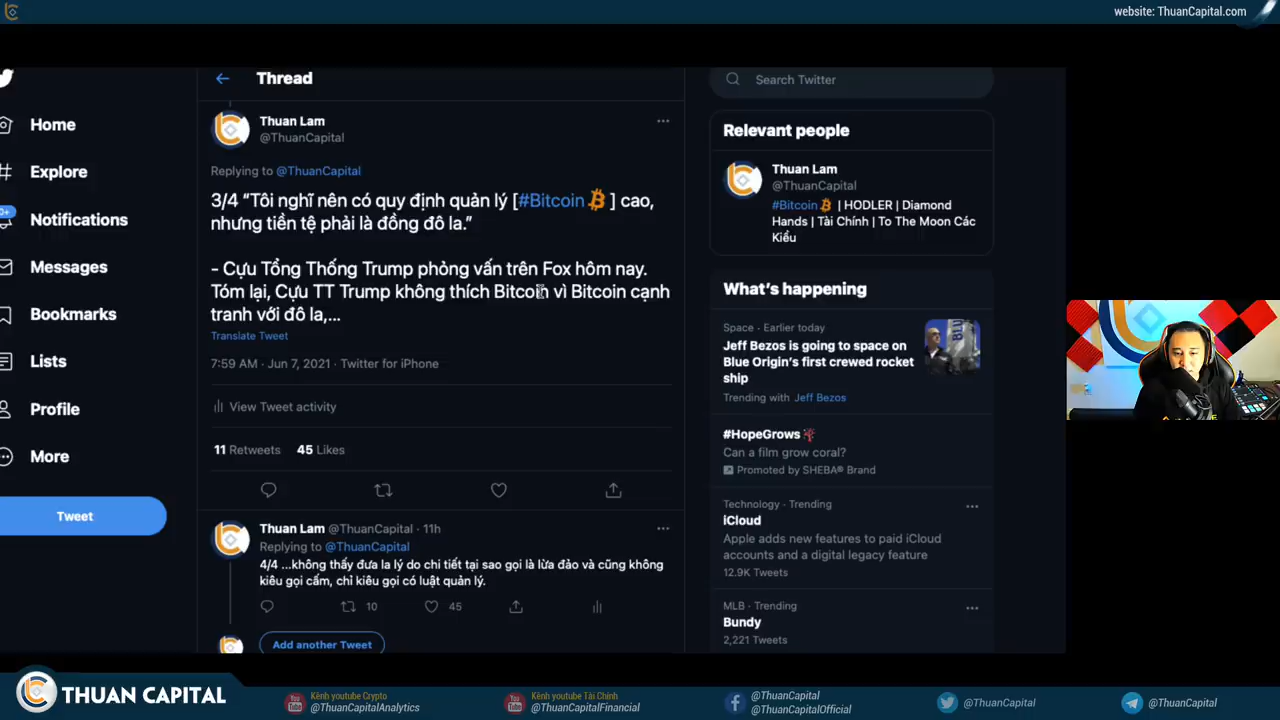 website: ThuanCapital.com
Home
Explore
Notifications
Messages
Bookmarks
Lists
Profile
More
Tweet
Thread
Thuan Lam
@ThuanCapital
Replying to @ThuanCapital
3/4 “Tôi nghĩ nên có quy định quản lý [#Bitcoin] cao,
nhưng tiền tệ phải là đồng đô la.”
- Cựu Tổng Thống Trump phỏng vấn trên Fox hôm nay.
Tóm lại, Cựu TT Trump không thích Bitcoin vì Bitcoin cạnh
tranh với đô la,...
Translate Tweet
7:59 AM · Jun 7, 2021 · Twitter for iPhone
View Tweet activity
11 Retweets 45 Likes
Thuan Lam @ThuanCapital · 11h
Replying to @ThuanCapital
4/4 ...không thấy đưa la lý do chi tiết tại sao gọi là lừa đảo và cũng không
kiêu gọi cấm, chỉ kiêu gọi có luật quản lý.
10 45
Add another Tweet
Search Twitter
Relevant people
Thuan Lam
@ThuanCapital
#Bitcoin | HODLER | Diamond
Hands | Tài Chính | To The Moon Các
Kiểu
What's happening
Space · Earlier today
Jeff Bezos is going to space on
Blue Origin's first crewed rocket
ship
Trending with Jeff Bezos
#HopeGrows
Can a film grow coral?
Promoted by SHEBA® Brand
Technology · Trending
iCloud
Apple adds new features to paid iCloud
accounts and a digital legacy feature
12.9K Tweets
MLB · Trending
Bundy
2,221 Tweets
THUAN CAPITAL
Kênh youtube Crypto
@ThuanCapitalAnalytics
Kênh youtube Tài Chính
@ThuanCapitalFinancial
@ThuanCapital
@ThuanCapitalOfficial
@ThuanCapital
@ThuanCapital